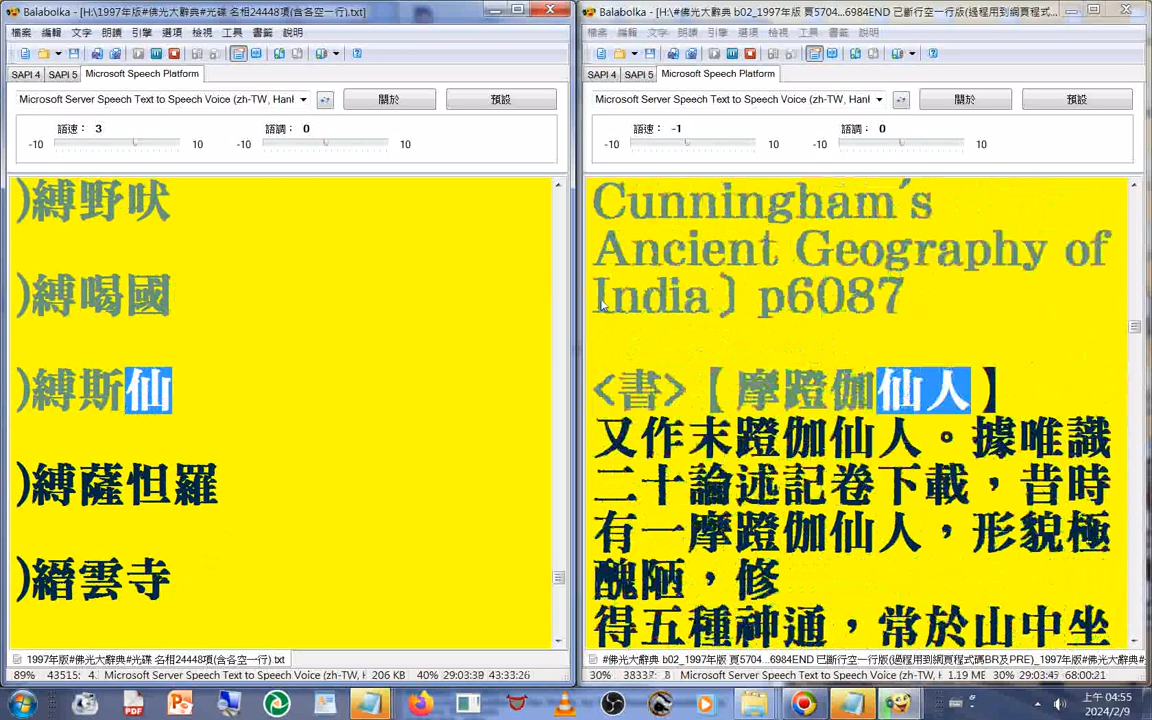 Balabolka - [H:\1997年版#佛光大辭典#光碟 名相24448項(含各空一行).txt]
檔案 編輯 文字 朗讀 引擎 選項 檢視 工具 書籤 說明
SAPI 4 SAPI 5 Microsoft Speech Platform
Microsoft Server Speech Text to Speech Voice (zh-TW, Hanl 關於 預設
語速： 3 語調： 0
-10 10 -10 10
)縛野吠
)縛喝國
)縛斯仙
)縛薩怛羅
)縉雲寺
1997年版#佛光大辭典#光碟 名相24448項(含各空一行).txt
89% 43515: 4. Microsoft Server Speech Text to Speech Voice (zh-TW, H 206 KB 40% 29:03:39 43:33:26
Balabolka - [H:\#佛光大辭典 b02_1997年版 頁5704...6984END 已斷行空一行版(過程用到網頁程式...
檔案 編輯 文字 朗讀 引擎 選項 檢視 工具 書籤 說明
SAPI 4 SAPI 5 Microsoft Speech Platform
Microsoft Server Speech Text to Speech Voice (zh-TW, Hanl 關於 預設
語速： -1 語調： 0
-10 10 -10 10
Cunningham's
Ancient Geography of
India〕p6087
<書>【摩蹬伽仙人】
又作末蹬伽仙人。據唯識
二十論述記卷下載，昔時
有一摩蹬伽仙人，形貌極
醜陋，修
得五種神通，常於山中坐
#佛光大辭典 b02_1997年版 頁5704...6984END 已斷行空一行版(過程用到網頁程式碼BR及PRE)_1997年版#
30% 38337: 8 Microsoft Server Speech Text to Speech Voice (zh-TW, H 1.19 ME 30% 29:03:45 68:00:21
PDF
上午 04:55
2024/2/9